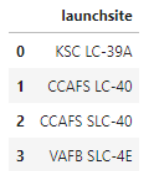 launchsite
0 KSC LC-39A
1 CCAFS LC-40
2 CCAFS SLC-40
3 VAFB SLC-4E